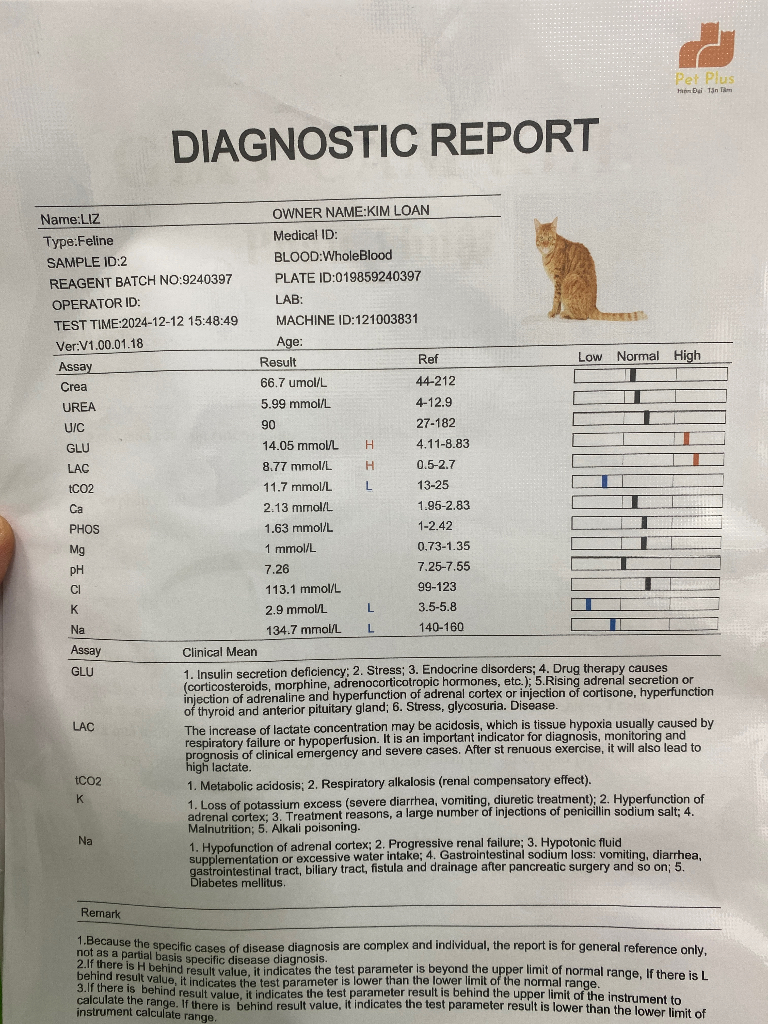 Pet Plus
Hiện Đại Tận Tâm
DIAGNOSTIC REPORT
Name:LIZ OWNER NAME:KIM LOAN
Type:Feline Medical ID:
SAMPLE ID:2 BLOOD:WholeBlood
REAGENT BATCH NO:9240397 PLATE ID:019859240397
OPERATOR ID: LAB:
TEST TIME:2024-12-12 15:48:49 MACHINE ID:121003831
Ver:V1.00.01.18 Age:
Assay Result Ref Low Normal High
Crea 66.7 umol/L 44-212
UREA 5.99 mmol/L 4-12.9
U/C 90 27-182
GLU 14.05 mmol/L H 4.11-8.83
LAC 8.77 mmol/L H 0.5-2.7
tCO2 11.7 mmol/L L 13-25
Ca 2.13 mmol/L 1.95-2.83
PHOS 1.63 mmol/L 1-2.42
Mg 1 mmol/L 0.73-1.35
pH 7.26 7.25-7.55
Cl 113.1 mmol/L 99-123
K 2.9 mmol/L L 3.5-5.8
Na 134.7 mmol/L L 140-160
Assay Clinical Mean
GLU 1. Insulin secretion deficiency; 2. Stress; 3. Endocrine disorders; 4. Drug therapy causes
(corticosteroids, morphine, adrenocorticotropic hormones, etc.); 5.Rising adrenal secretion or
injection of adrenaline and hyperfunction of adrenal cortex or injection of cortisone, hyperfunction
of thyroid and anterior pituitary gland; 6. Stress, glycosuria. Disease.
LAC The increase of lactate concentration may be acidosis, which is tissue hypoxia usually caused by
respiratory failure or hypoperfusion. It is an important indicator for diagnosis, monitoring and
prognosis of clinical emergency and severe cases. After st renuous exercise, it will also lead to
high lactate.
tCO2 1. Metabolic acidosis; 2. Respiratory alkalosis (renal compensatory effect).
K 1. Loss of potassium excess (severe diarrhea, vomiting, diuretic treatment); 2. Hyperfunction of
adrenal cortex; 3. Treatment reasons, a large number of injections of penicillin sodium salt; 4.
Malnutrition; 5. Alkali poisoning.
Na 1. Hypofunction of adrenal cortex; 2. Progressive renal failure; 3. Hypotonic fluid
supplementation or excessive water intake; 4. Gastrointestinal sodium loss: vomiting, diarrhea,
gastrointestinal tract, biliary tract, fistula and drainage after pancreatic surgery and so on; 5.
Diabetes mellitus.
Remark
1.Because the specific cases of disease diagnosis are complex and individual, the report is for general reference only,
not as a partial basis specific disease diagnosis.
2.If there is H behind result value, it indicates the test parameter is beyond the upper limit of normal range, If there is L
behind result value, it indicates the test parameter is lower than the lower limit of the normal range.
3.If there is behind result value, it indicates the test parameter result is behind the upper limit of the instrument to
calculate the range. If there is behind result value, it indicates the test parameter result is lower than the lower limit of
instrument calculate range.